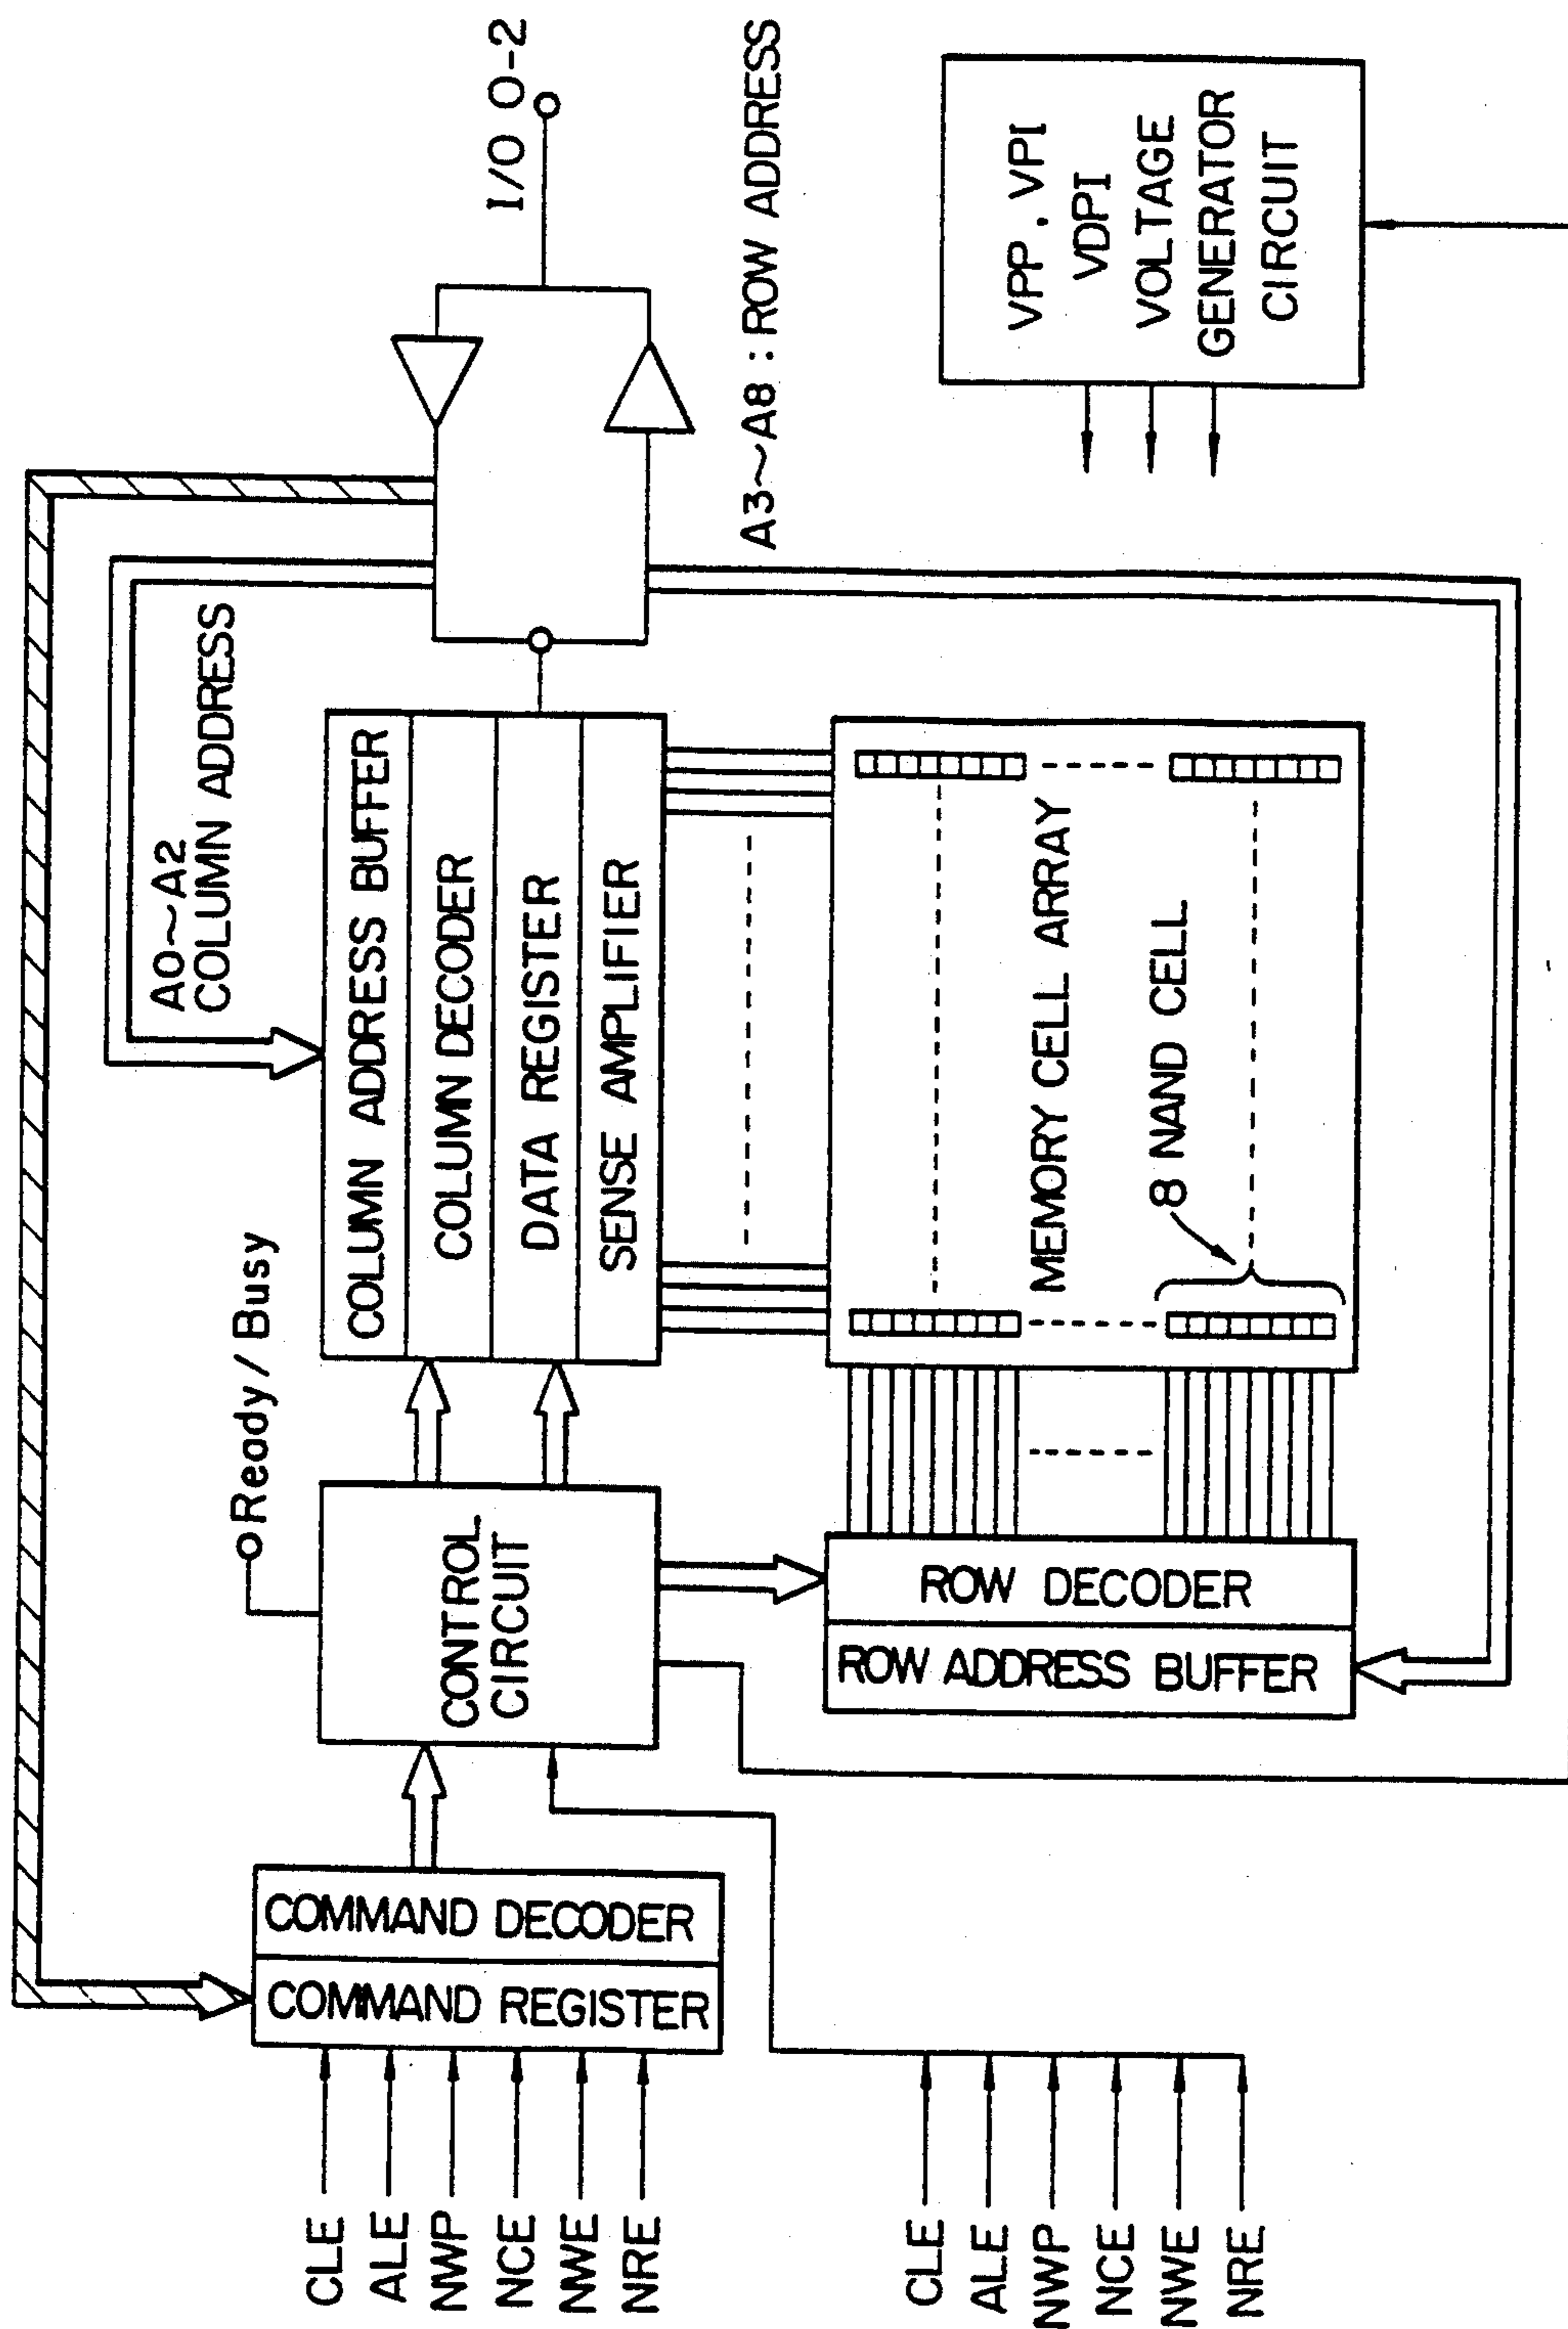 I/O 0-2
A0~A2
COLUMN ADDRESS
Ready/Busy
COLUMN ADDRESS BUFFER
COLUMN DECODER
DATA REGISTER
SENSE AMPLIFIER
CONTROL
CIRCUIT
COMMAND DECODER
COMMAND REGISTER
CLE
ALE
NWP
NCE
NWE
NRE
A3~A8 : ROW ADDRESS
MEMORY CELL ARRAY
8 NAND CELL
ROW DECODER
ROW ADDRESS BUFFER
CLE
ALE
NWP
NCE
NWE
NRE
VPP, VPI
VDPI
VOLTAGE
GENERATOR
CIRCUIT